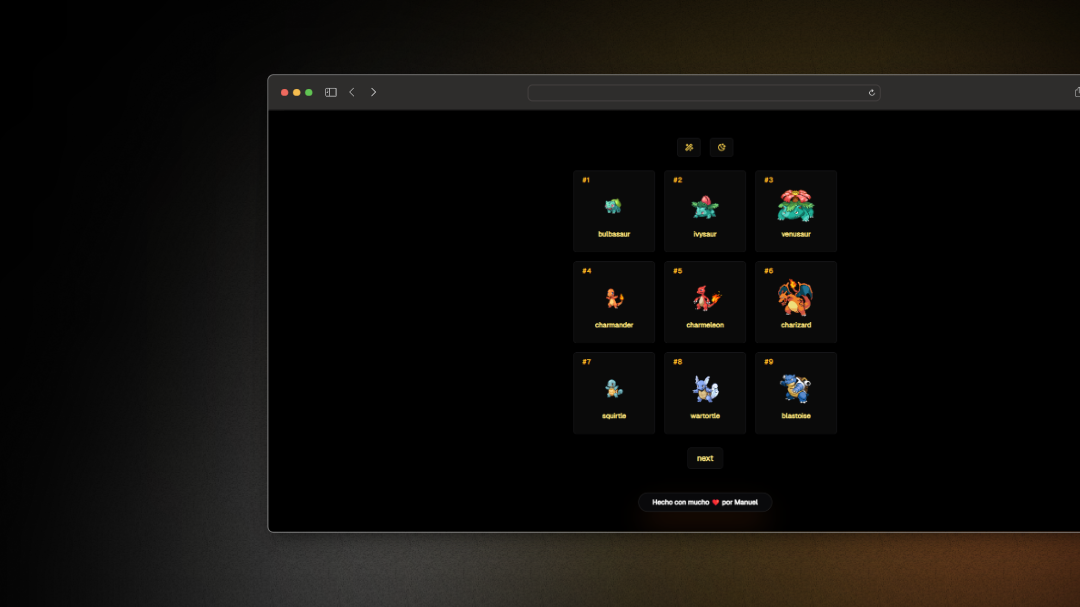 #1
bulbasaur
#2
ivysaur
#3
venusaur
#4
charmander
#5
charmeleon
#6
charizard
#7
squirtle
#8
wartortle
#9
blastoise
next
Hecho con mucho ❤️ por Manuel